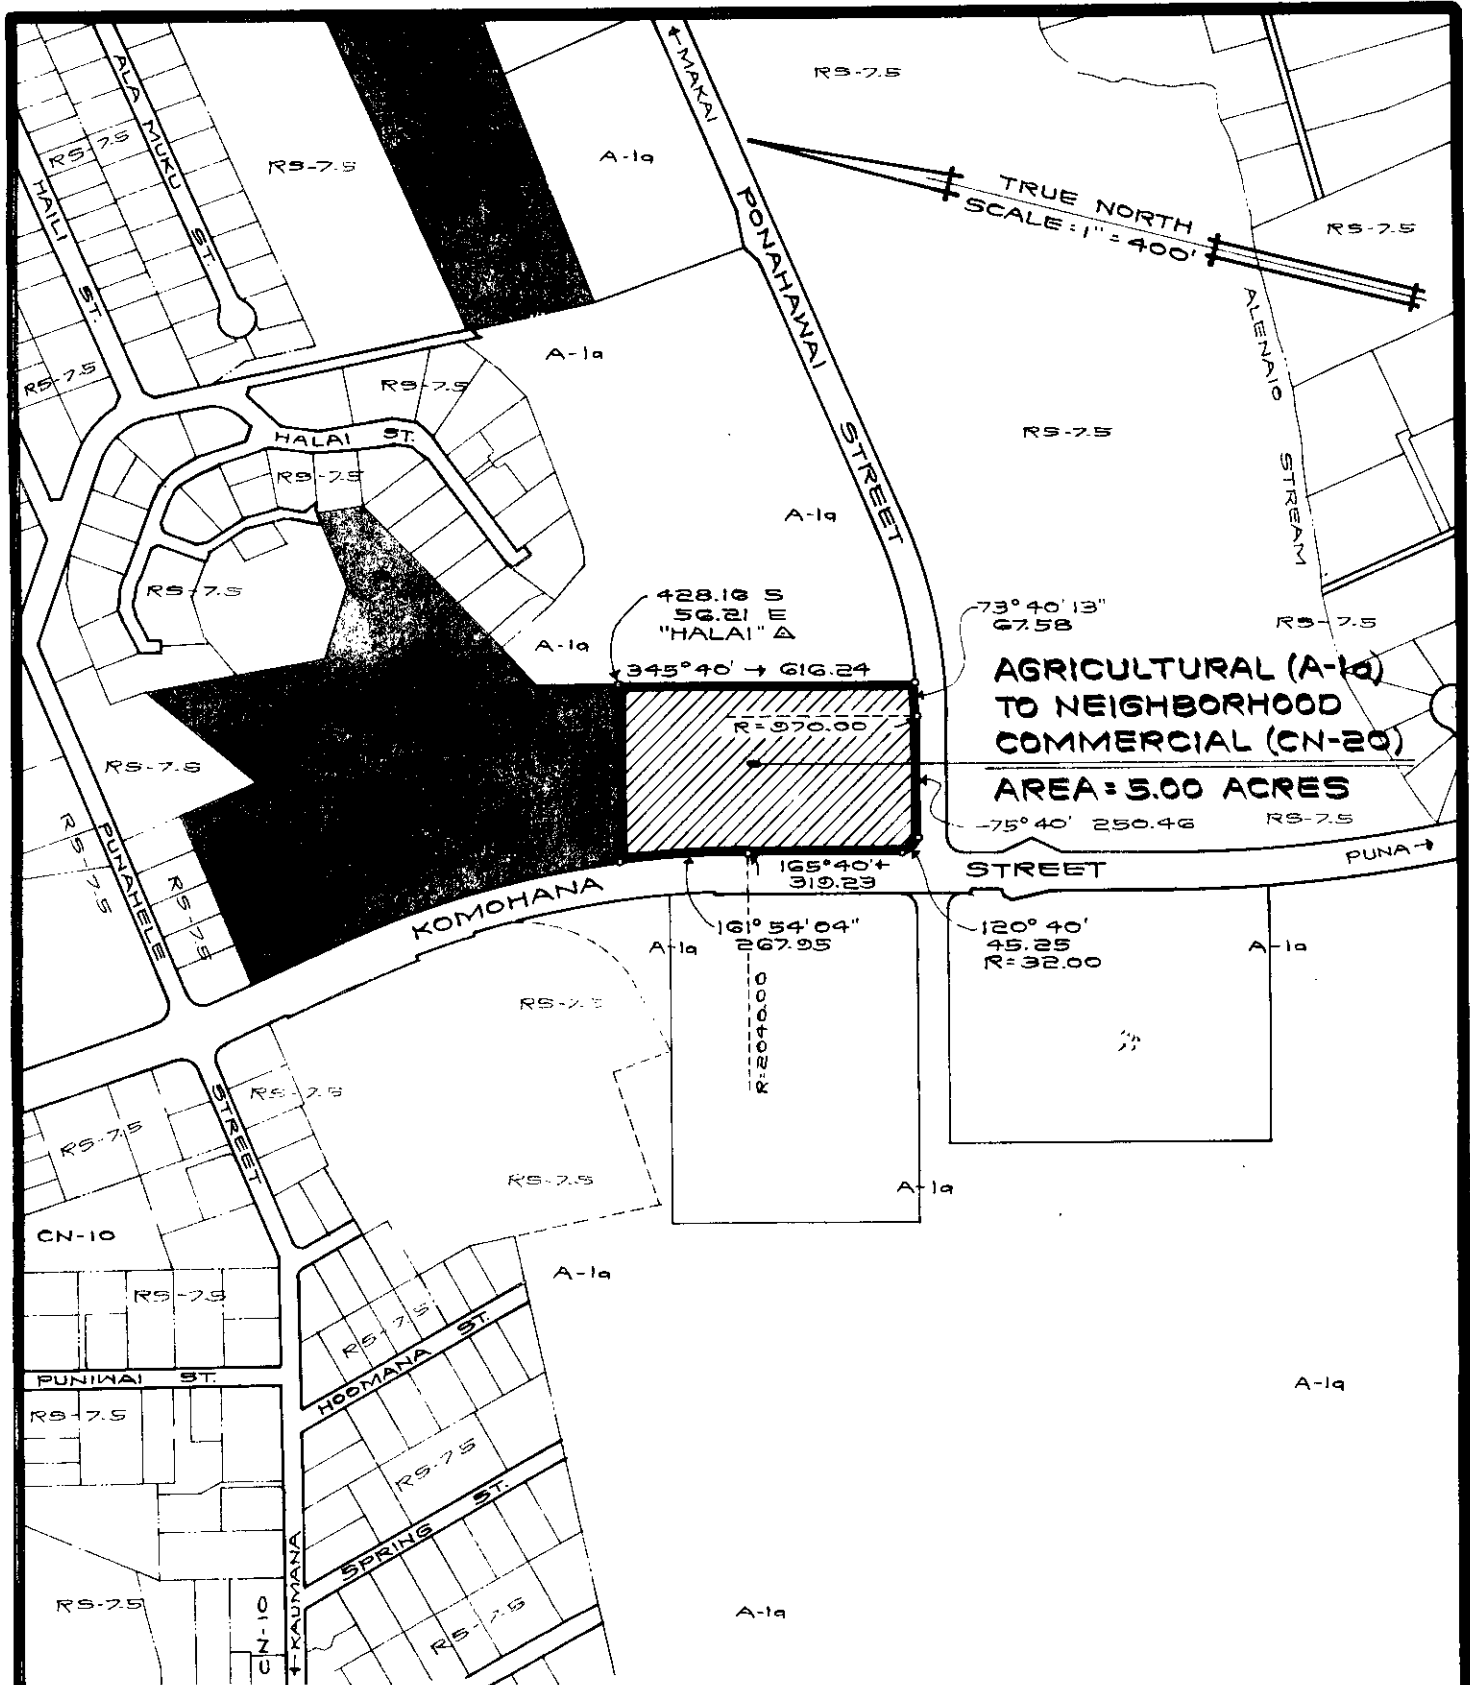 ALA MUKU ST.
RS-7.5
RS-7.5
HAILI ST.
RS-7.5
A-1a
←MAKAI
PONAHAWAI STREET
RS-7.5
TRUE NORTH
SCALE: 1" = 400'
RS-7.5
ALENAIO STREAM
A-1a
RS-7.5
HALAI ST.
RS-7.5
RS-7.5
A-1a
RS-7.5
RS-7.5
A-1a
428.16 S
56.21 E
"HALAI" △
345°40' → 616.24
73°40'13"
67.58
RS-7.5
AGRICULTURAL (A-1a)
TO NEIGHBORHOOD
COMMERCIAL (CN-20)
AREA = 5.00 ACRES
R=970.00
75°40' 250.46
RS-7.5
RS-7.5
RS-7.5
PUNAHELE STREET
RS-7.5
KOMOHANA STREET
PUNA→
165°40'←
319.23
161°54'04"
267.95
R=2040.00
120°40'
45.25
R=32.00
A-1a
A-1a
RS-7.5
RS-7.5
RS-7.5
RS-7.5
A-1a
CN-10
RS-7.5
A-1a
RS-7.5
HOOMANA ST.
PUNIWAI ST.
A-1a
RS-7.5
RS-7.5
SPRING ST.
←KAUMANA
RS-7.5
CN-10
RS-7.5
A-1a